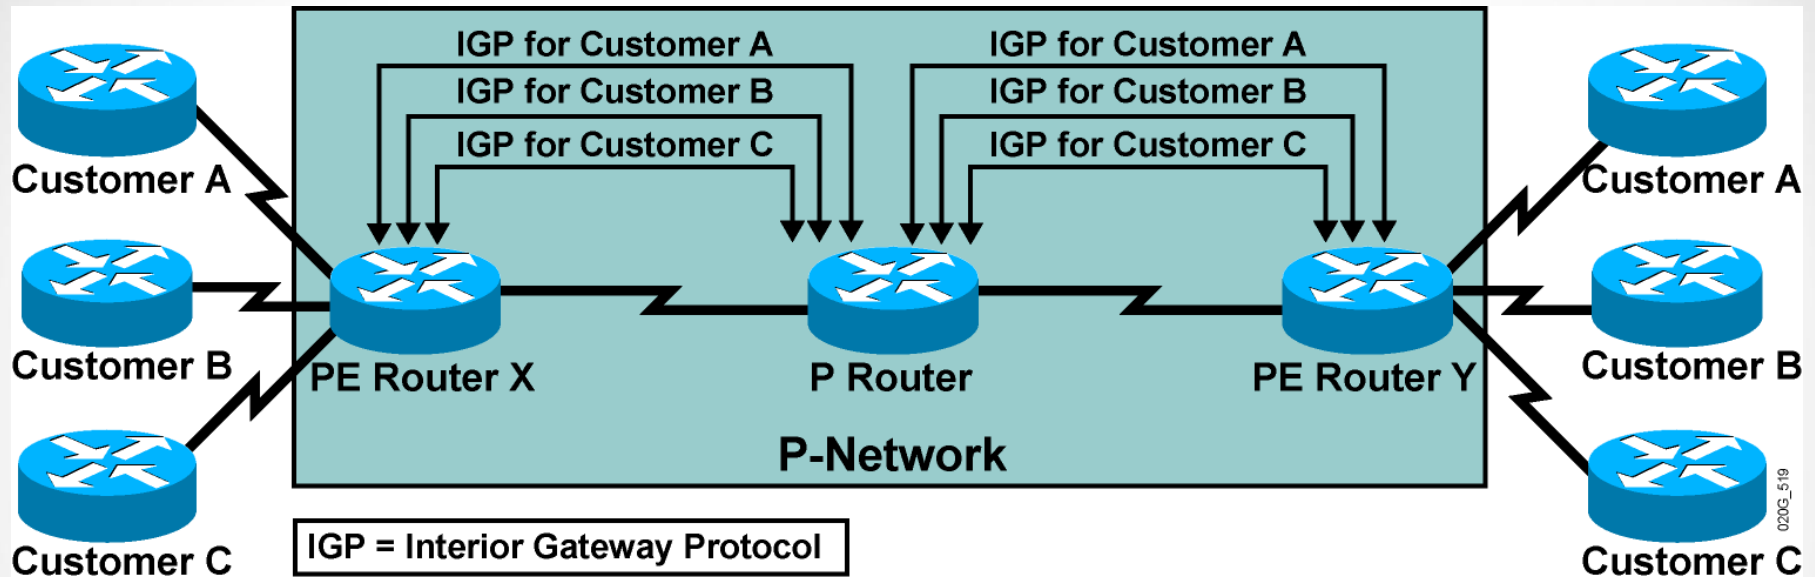 IGP for Customer A
IGP for Customer A
IGP for Customer B
IGP for Customer B
IGP for Customer C
IGP for Customer C
Customer A
Customer A
Customer B
Customer B
PE Router X
P Router
PE Router Y
P-Network
020G_519
IGP = Interior Gateway Protocol
Customer C
Customer C